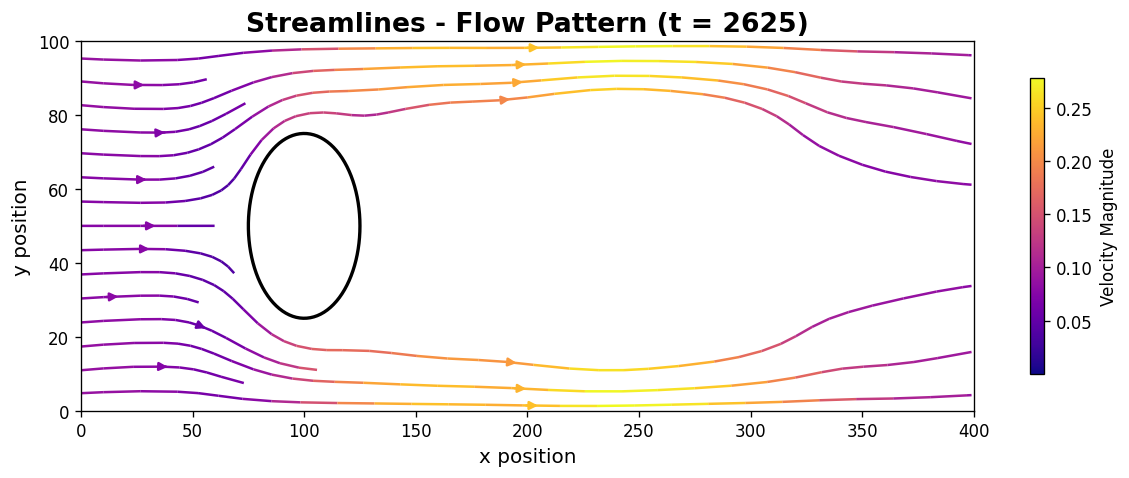 Streamlines - Flow Pattern (t = 2625)
100
80
60
40
20
0
y position
0 50 100 150 200 250 300 350 400
x position
0.25
0.20
0.15
0.10
0.05
Velocity Magnitude